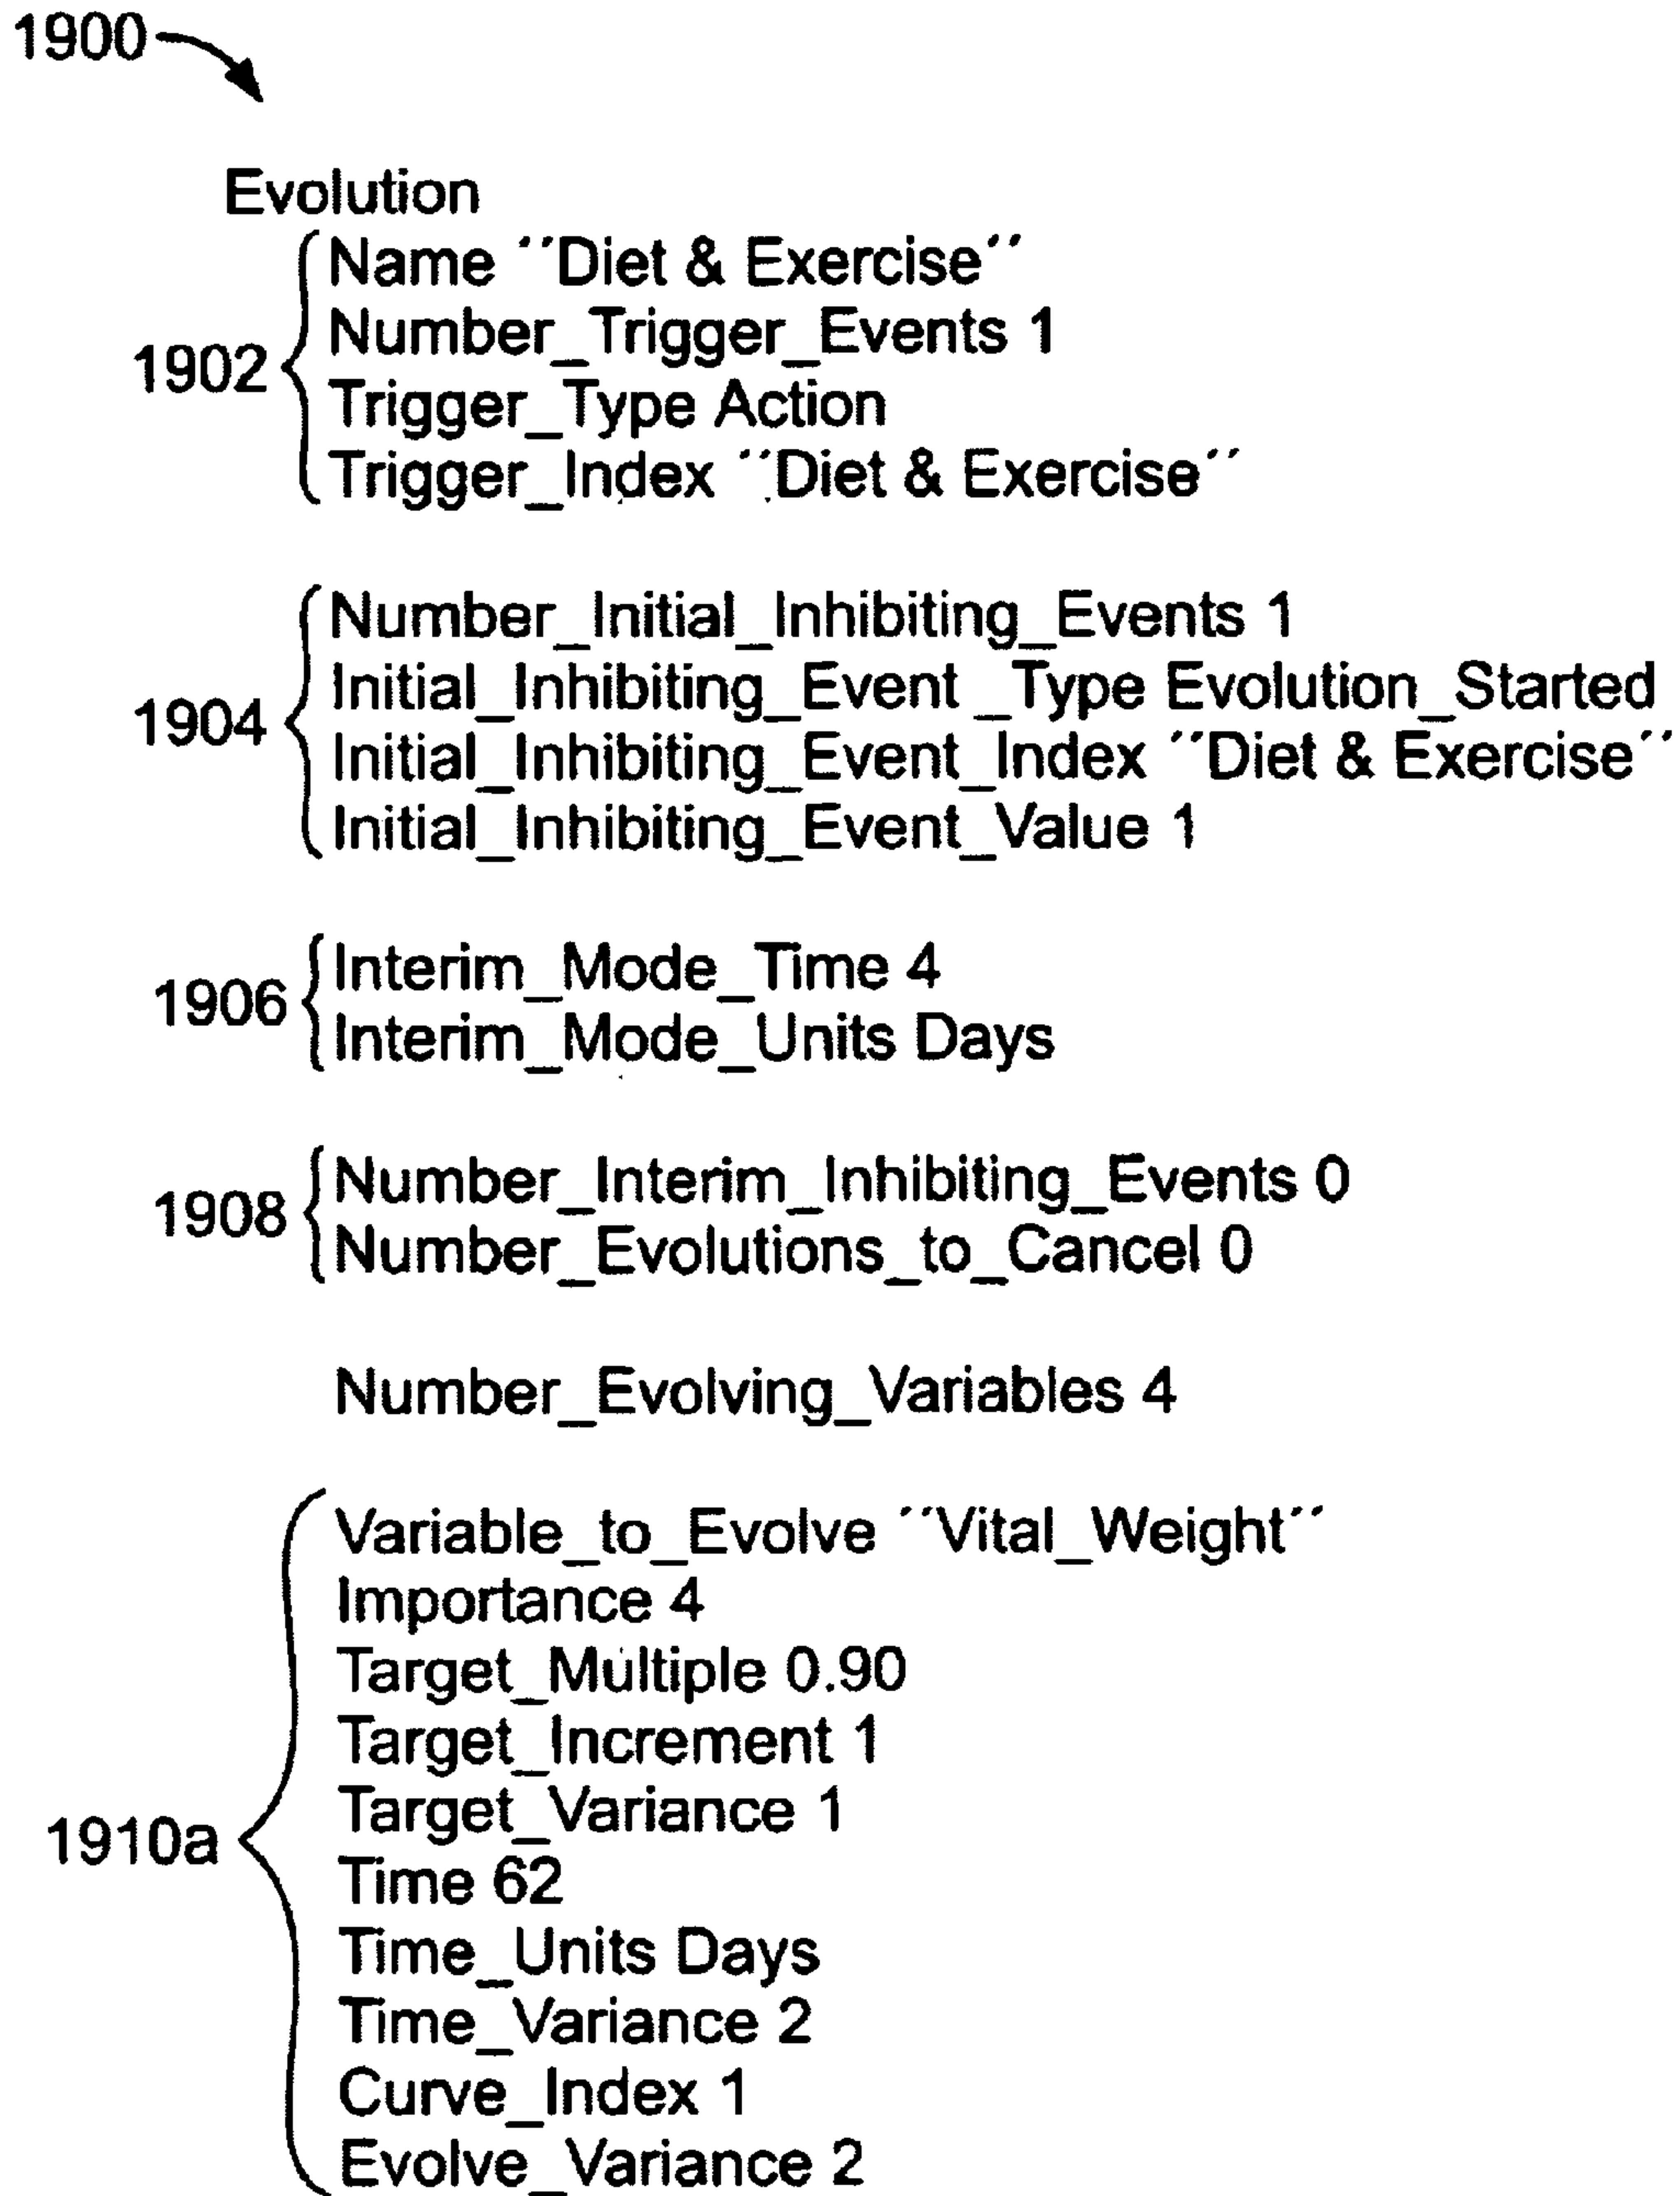 1900
Evolution
Name ´´Diet & Exercise´´
Number_Trigger_Events 1
Trigger_Type Action
1902
Trigger_Index ´´Diet & Exercise´´
Number_Initial_Inhibiting_Events 1
Initial_Inhibiting_Event _Type Evolution_Started
1904
Initial_Inhibiting_Event_Index ´´Diet & Exercise´´
Initial_Inhibiting_Event_Value 1
1906
Interim_Mode_Time 4
Interim_Mode_Units Days
1908
Number_Interim_Inhibiting_Events 0
Number_Evolutions_to_Cancel 0
Number_Evolving_Variables 4
Variable_to_Evolve ´´Vital_Weight´´
Importance 4
Target_Multiple 0.90
Target_Increment 1
Target_Variance 1
1910a
Time 62
Time_Units Days
Time_Variance 2
Curve_Index 1
Evolve_Variance 2